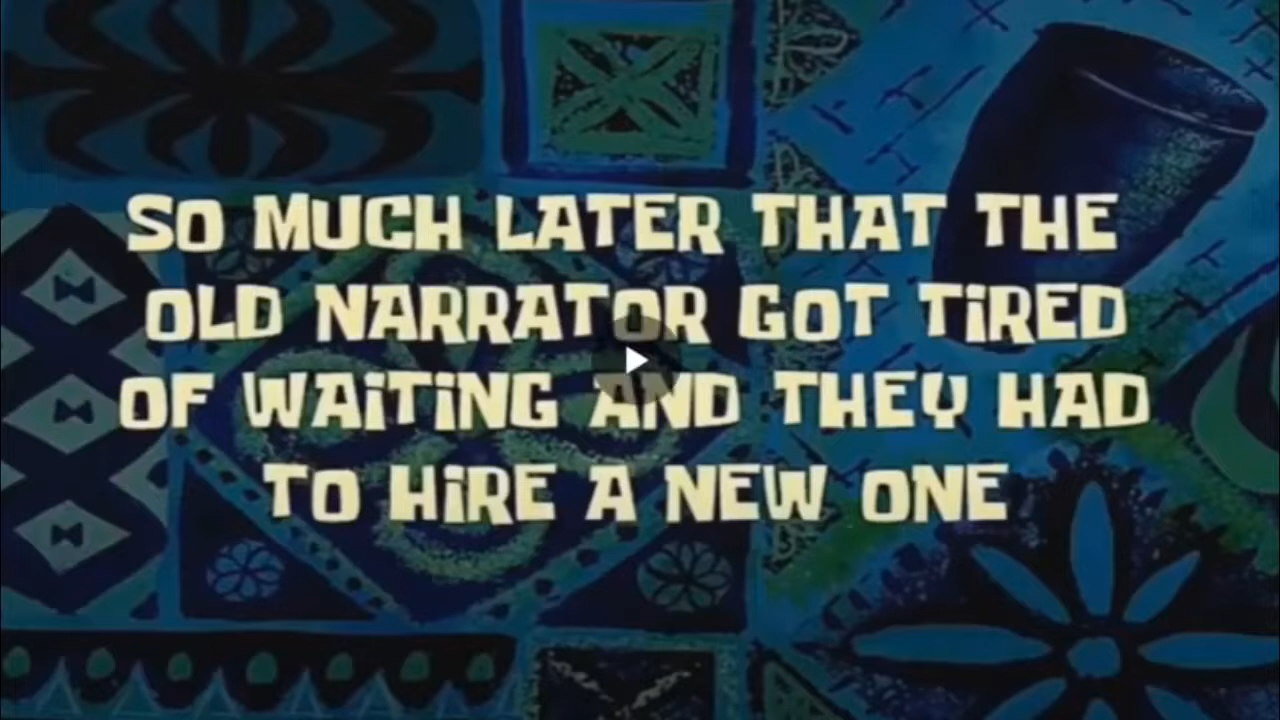 SO MUCH LATER THAT THE
OLD NARRATOR GOT TIRED
OF WAITING AND THEY HAD
TO HIRE A NEW ONE